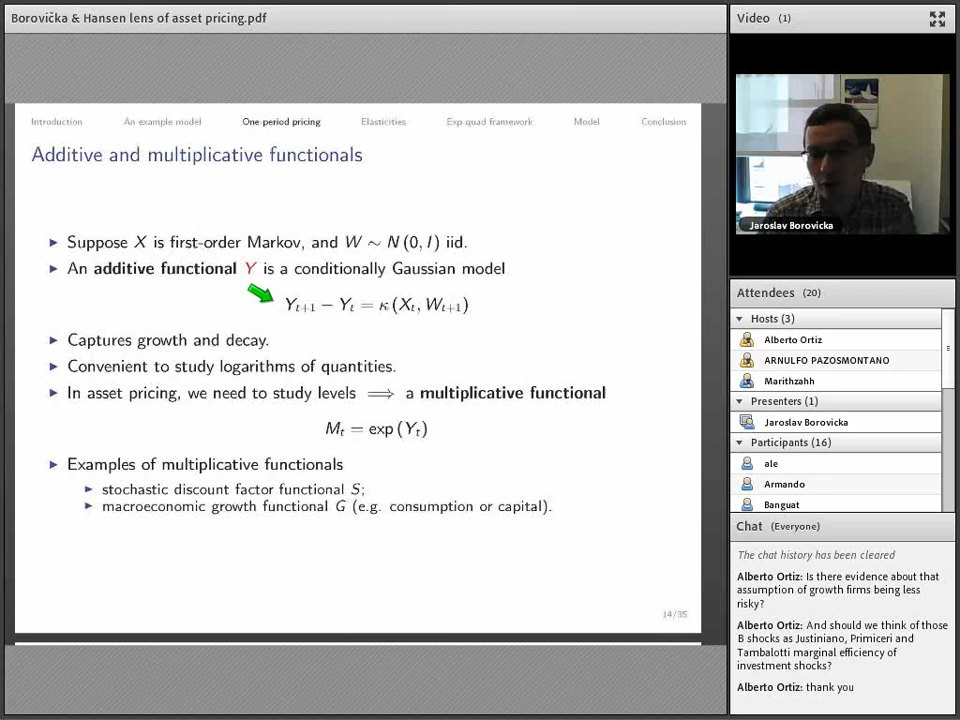 Borovička & Hansen lens of asset pricing.pdf
Introduction An example model One-period pricing Elasticities Exp-quad framework Model Conclusion
Additive and multiplicative functionals
Suppose X is first-order Markov, and W ∼ N (0, I) iid.
An additive functional Y is a conditionally Gaussian model
Yt+1 − Yt = κ (Xt, Wt+1)
Captures growth and decay.
Convenient to study logarithms of quantities.
In asset pricing, we need to study levels ⟹ a multiplicative functional
Mt = exp (Yt)
Examples of multiplicative functionals
stochastic discount factor functional S;
macroeconomic growth functional G (e.g. consumption or capital).
14/35
Video (1)
Jaroslav Borovicka
Attendees (20)
Hosts (3)
Alberto Ortiz
ARNULFO PAZOSMONTANO
Marithzahh
Presenters (1)
Jaroslav Borovicka
Participants (16)
ale
Armando
Banguat
Chat (Everyone)
The chat history has been cleared
Alberto Ortiz: Is there evidence about that
assumption of growth firms being less
risky?
Alberto Ortiz: And should we think of those
B shocks as Justiniano, Primiceri and
Tambalotti marginal efficiency of
investment shocks?
Alberto Ortiz: thank you